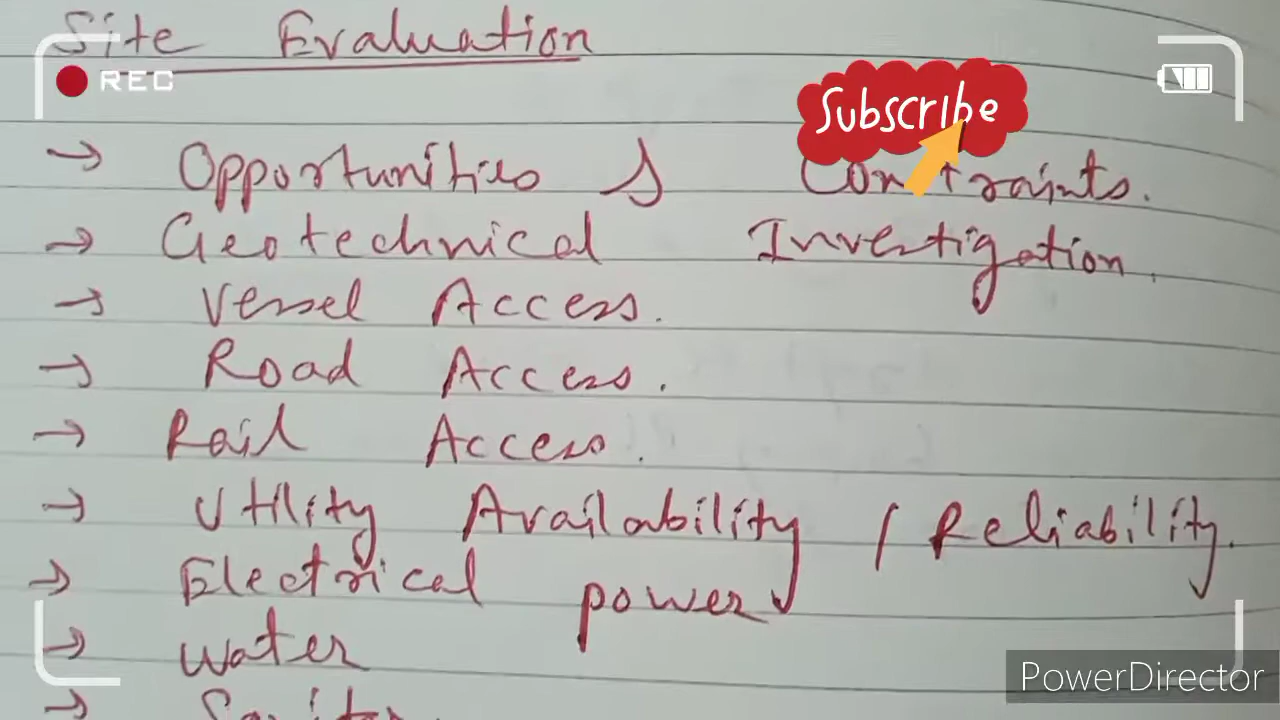 Site Evaluation
REC
Subscribe
→ Opportunities & Contraints.
→ Geotechnical Investigation.
→ Vessel Access.
→ Road Access.
→ Rail Access.
→ Utility Availability / Reliability.
→ Electrical power
→ Water
→
PowerDirector